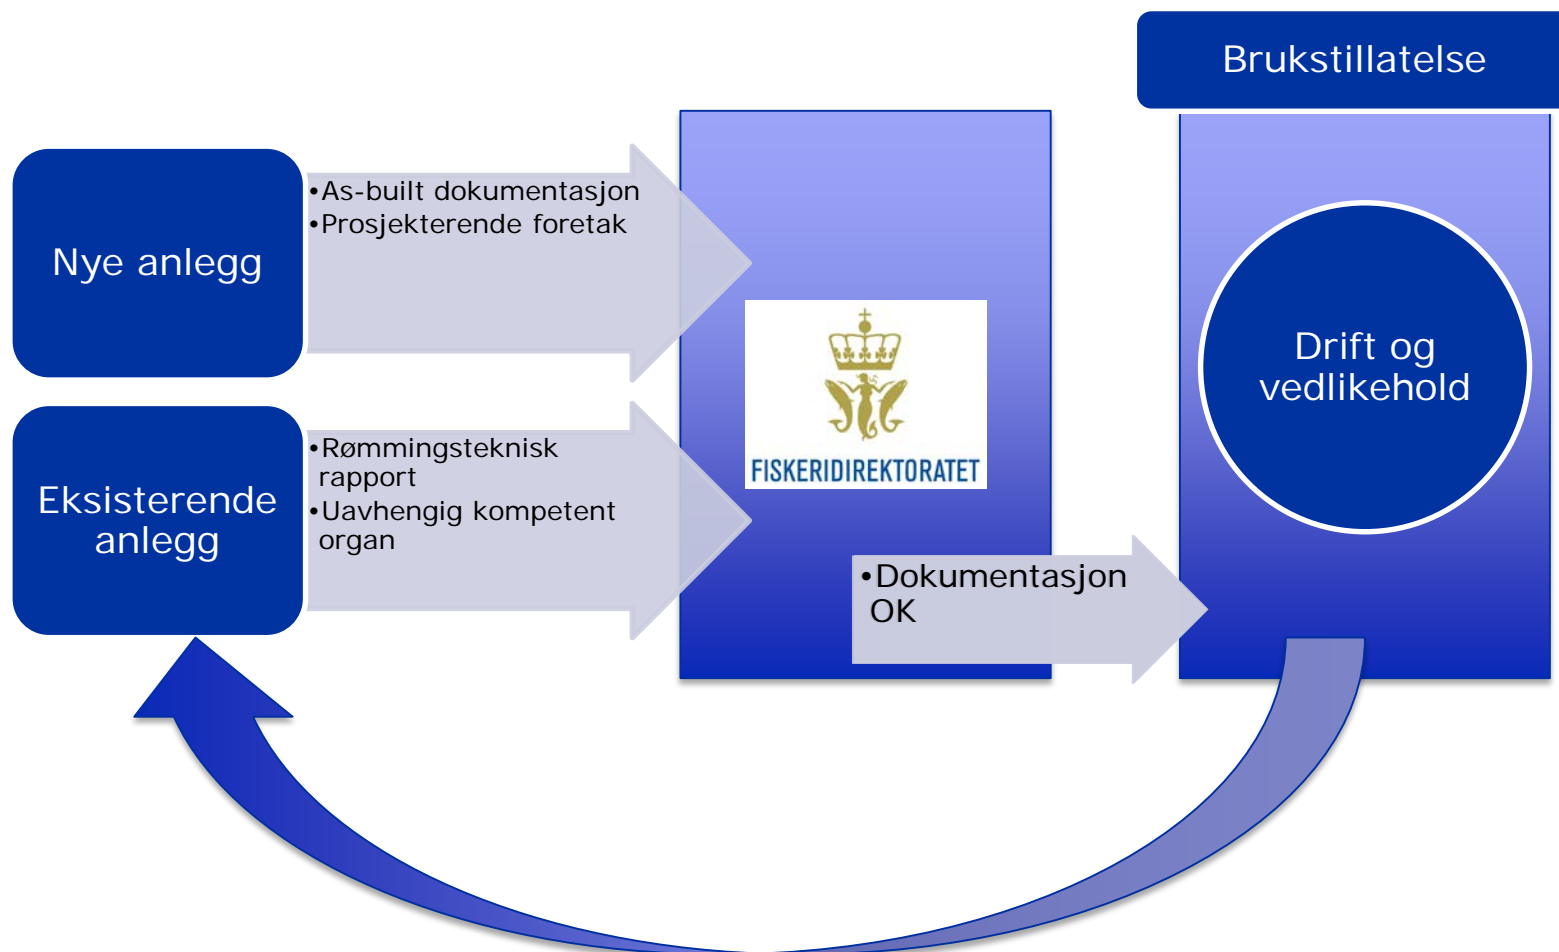 Brukstillatelse
Nye anlegg
•As-built dokumentasjon
•Prosjekterende foretak
Eksisterende
anlegg
•Rømmingsteknisk
rapport
•Uavhengig kompetent
organ
FISKERIDIREKTORATET
•Dokumentasjon
OK
Drift og
vedlikehold